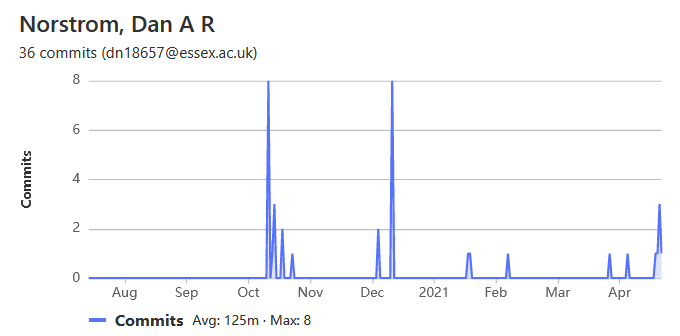 Norstrom, Dan A R
36 commits (dn18657@essex.ac.uk)
8
6
4
2
0
Commits
Aug Sep Oct Nov Dec 2021 Feb Mar Apr
Commits Avg: 125m · Max: 8